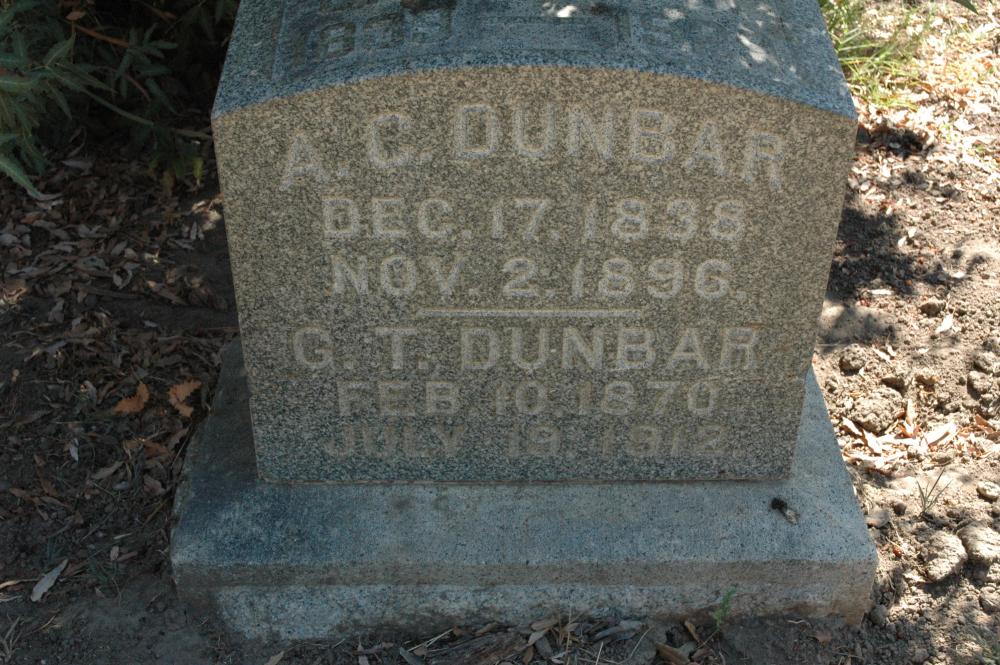 A. C. DUNBAR
DEC. 17. 1838
NOV. 2. 1896.
G. T. DUNBAR
FEB. 10. 1870
JULY 19. 1912